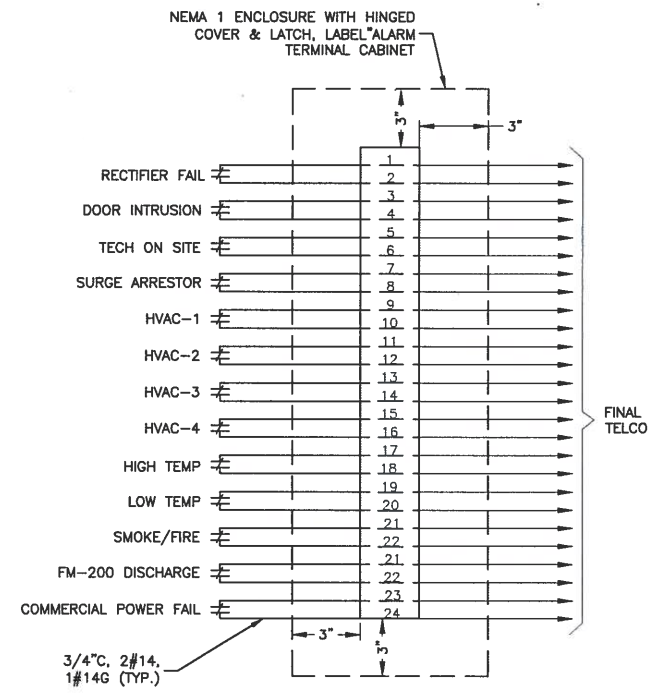 NEMA 1 ENCLOSURE WITH HINGED
COVER & LATCH, LABEL"ALARM
TERMINAL CABINET
3"
3"
1
RECTIFIER FAIL
2
3
DOOR INTRUSION
4
5
TECH ON SITE
6
7
SURGE ARRESTOR
8
9
HVAC-1
10
11
HVAC-2
12
13
HVAC-3
14
15
HVAC-4
16
FINAL
TELCO
17
HIGH TEMP
18
19
LOW TEMP
20
21
SMOKE/FIRE
22
21
FM-200 DISCHARGE
22
23
COMMERCIAL POWER FAIL
24
3"
3"
3/4"C, 2#14,
1#14G (TYP.)